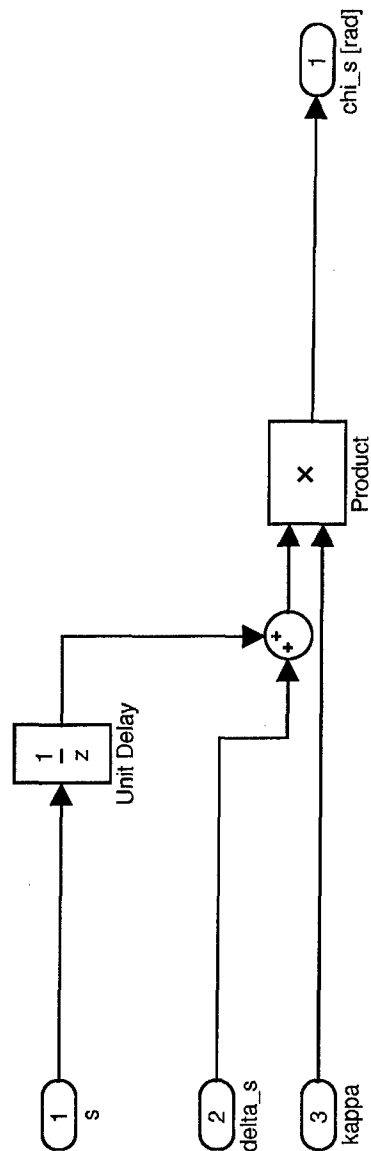 1
s
1
z
Unit Delay
2
delta_s
+
+
3
kappa
×
Product
1
chi_s [rad]